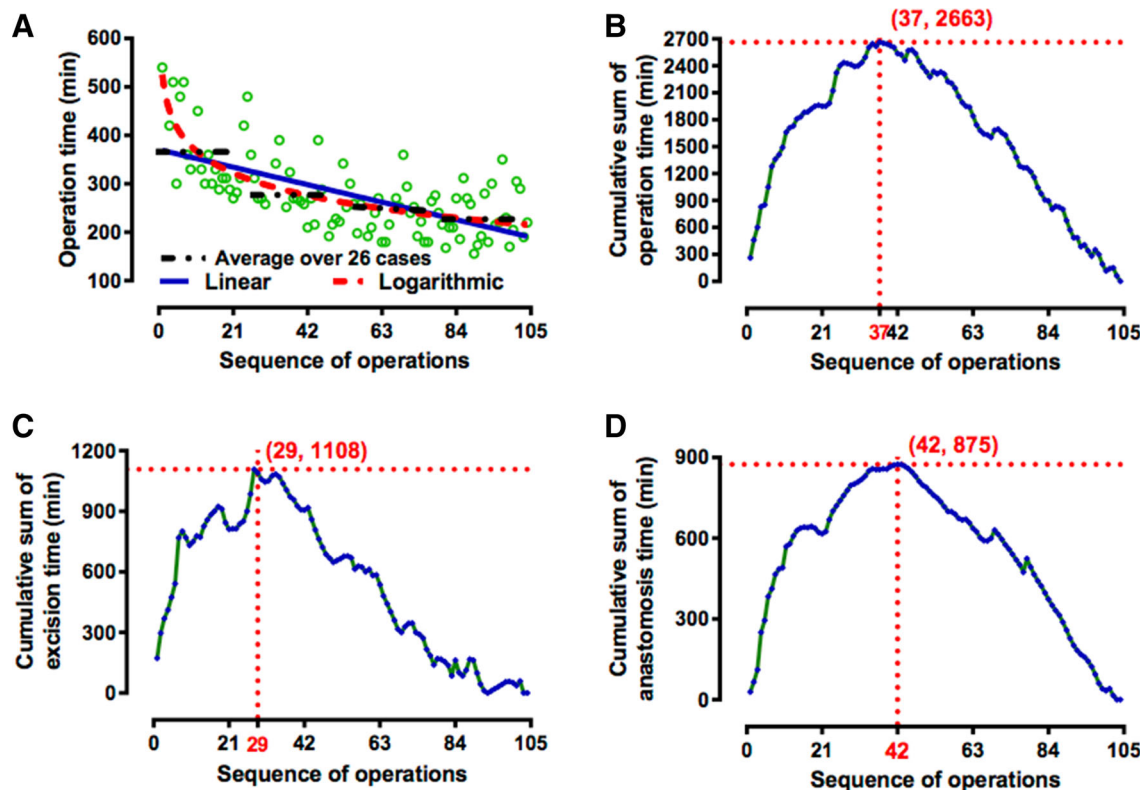 A
Operation time (min)
600
500
400
300
200
100
Average over 26 cases
Linear
Logarithmic
0 21 42 63 84 105
Sequence of operations
B
(37, 2663)
Cumulative sum of
operation time (min)
2700
2400
2100
1800
1500
1200
900
600
300
0
0 21 37 42 63 84 105
Sequence of operations
C
(29, 1108)
Cumulative sum of
excision time (min)
1200
900
600
300
0
0 21 29 42 63 84 105
Sequence of operations
D
(42, 875)
Cumulative sum of
anastomosis time (min)
900
600
300
0
0 21 42 63 84 105
Sequence of operations